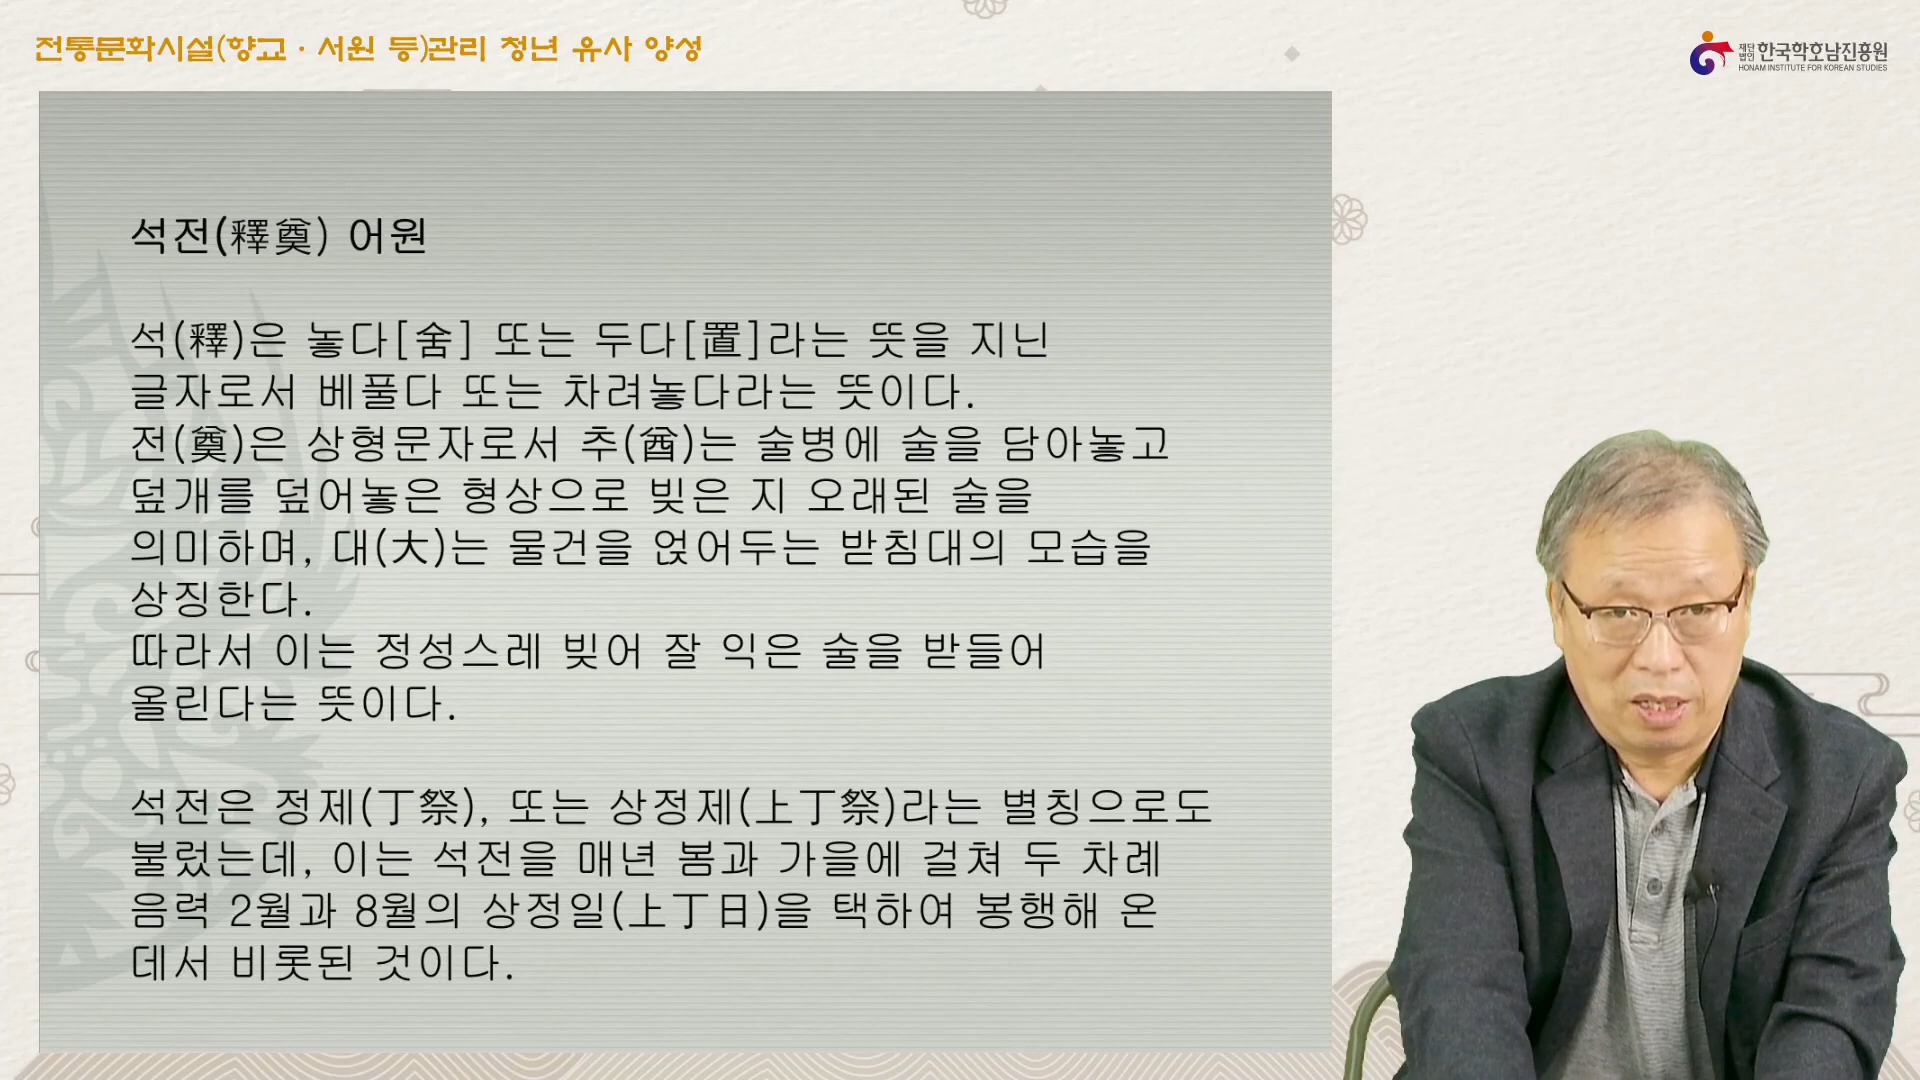 전통문화시설(향교 · 서원 등)관리 청년 유사 양성
재단법인 한국학호남진흥원
HONAM INSTITUTE FOR KOREAN STUDIES
석전(釋奠) 어원
석(釋)은 놓다[舍] 또는 두다[置]라는 뜻을 지닌
글자로서 베풀다 또는 차려놓다라는 뜻이다.
전(奠)은 상형문자로서 추(酋)는 술병에 술을 담아놓고
덮개를 덮어놓은 형상으로 빚은 지 오래된 술을
의미하며, 대(大)는 물건을 얹어두는 받침대의 모습을
상징한다.
따라서 이는 정성스레 빚어 잘 익은 술을 받들어
올린다는 뜻이다.
석전은 정제(丁祭), 또는 상정제(上丁祭)라는 별칭으로도
불렀는데, 이는 석전을 매년 봄과 가을에 걸쳐 두 차례
음력 2월과 8월의 상정일(上丁日)을 택하여 봉행해 온
데서 비롯된 것이다.